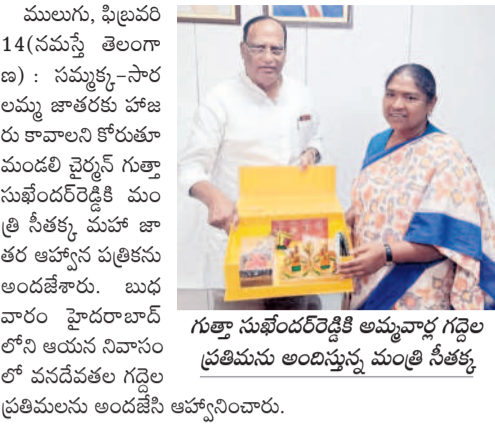 ములుగు, ఫిబ్రవరి
14(నమస్తే తెలంగా
ణ) : సమ్మక్క-సార
లమ్మ జాతరకు హాజ
రు కావాలని కోరుతూ
మండలి చైర్మన్ గుత్తా
సుఖేందర్‌రెడ్డికి మం
త్రి సీతక్క మహా జా
తర ఆహ్వాన పత్రికను
అందజేశారు. బుధ
వారం హైదరాబాద్
లోని ఆయన నివాసం
లో వనదేవతల గద్దెల
ప్రతిమలను అందజేసి ఆహ్వానించారు.
గుత్తా సుఖేందర్‌రెడ్డికి అమ్మవార్ల గద్దెల
ప్రతిమను అందిస్తున్న మంత్రి సీతక్క